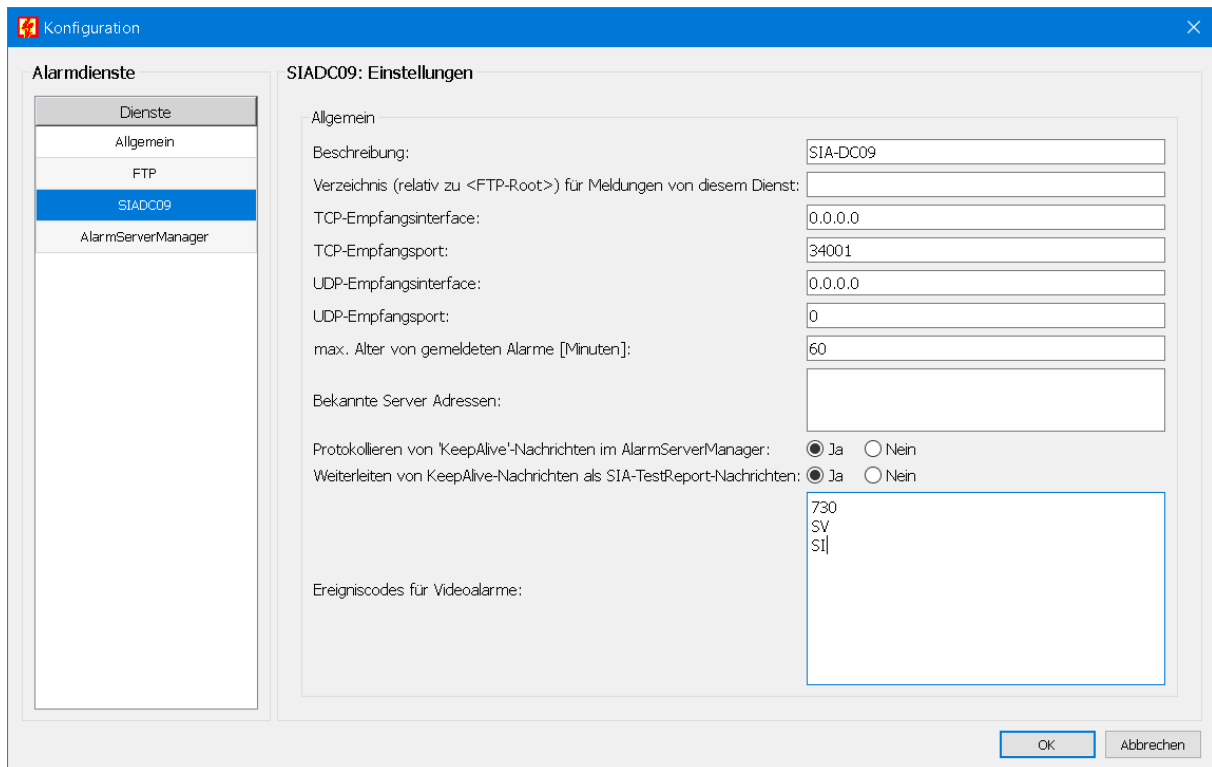 Konfiguration
Alarmdienste
Dienste
Allgemein
FTP
SIADC09
AlarmServerManager
SIADC09: Einstellungen
Allgemein
Beschreibung: SIA-DC09
Verzeichnis (relativ zu <FTP-Root>) für Meldungen von diesem Dienst:
TCP-Empfangsinterface: 0.0.0.0
TCP-Empfangsport: 34001
UDP-Empfangsinterface: 0.0.0.0
UDP-Empfangsport: 0
max. Alter von gemeldeten Alarme [Minuten]: 60
Bekannte Server Adressen:
Protokollieren von 'KeepAlive'-Nachrichten im AlarmServerManager: Ja Nein
Weiterleiten von KeepAlive-Nachrichten als SIA-TestReport-Nachrichten: Ja Nein
730
SV
SI
Ereigniscodes für Videoalarme:
OK Abbrechen